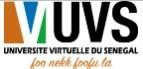 UVS
UNIVERSITE VIRTUELLE DU SENEGAL
foo nekk foofu la